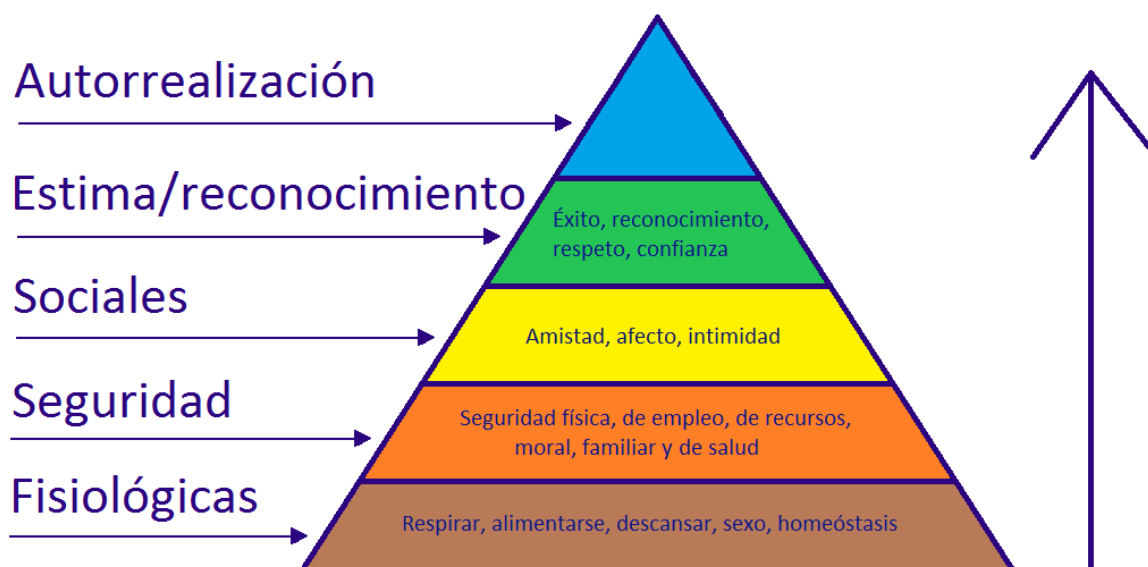 Autorrealización
Estima/reconocimiento
Éxito, reconocimiento,
respeto, confianza
Sociales
Amistad, afecto, intimidad
Seguridad
Seguridad física, de empleo, de recursos,
moral, familiar y de salud
Fisiológicas
Respirar, alimentarse, descansar, sexo, homeóstasis